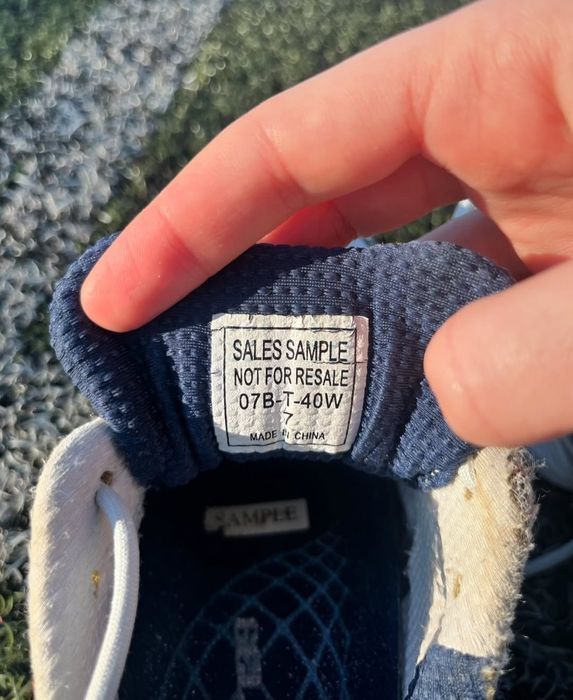 SALES SAMPLE
NOT FOR RESALE
07B-T-40W
7
MADE IN CHINA
SAMPLE